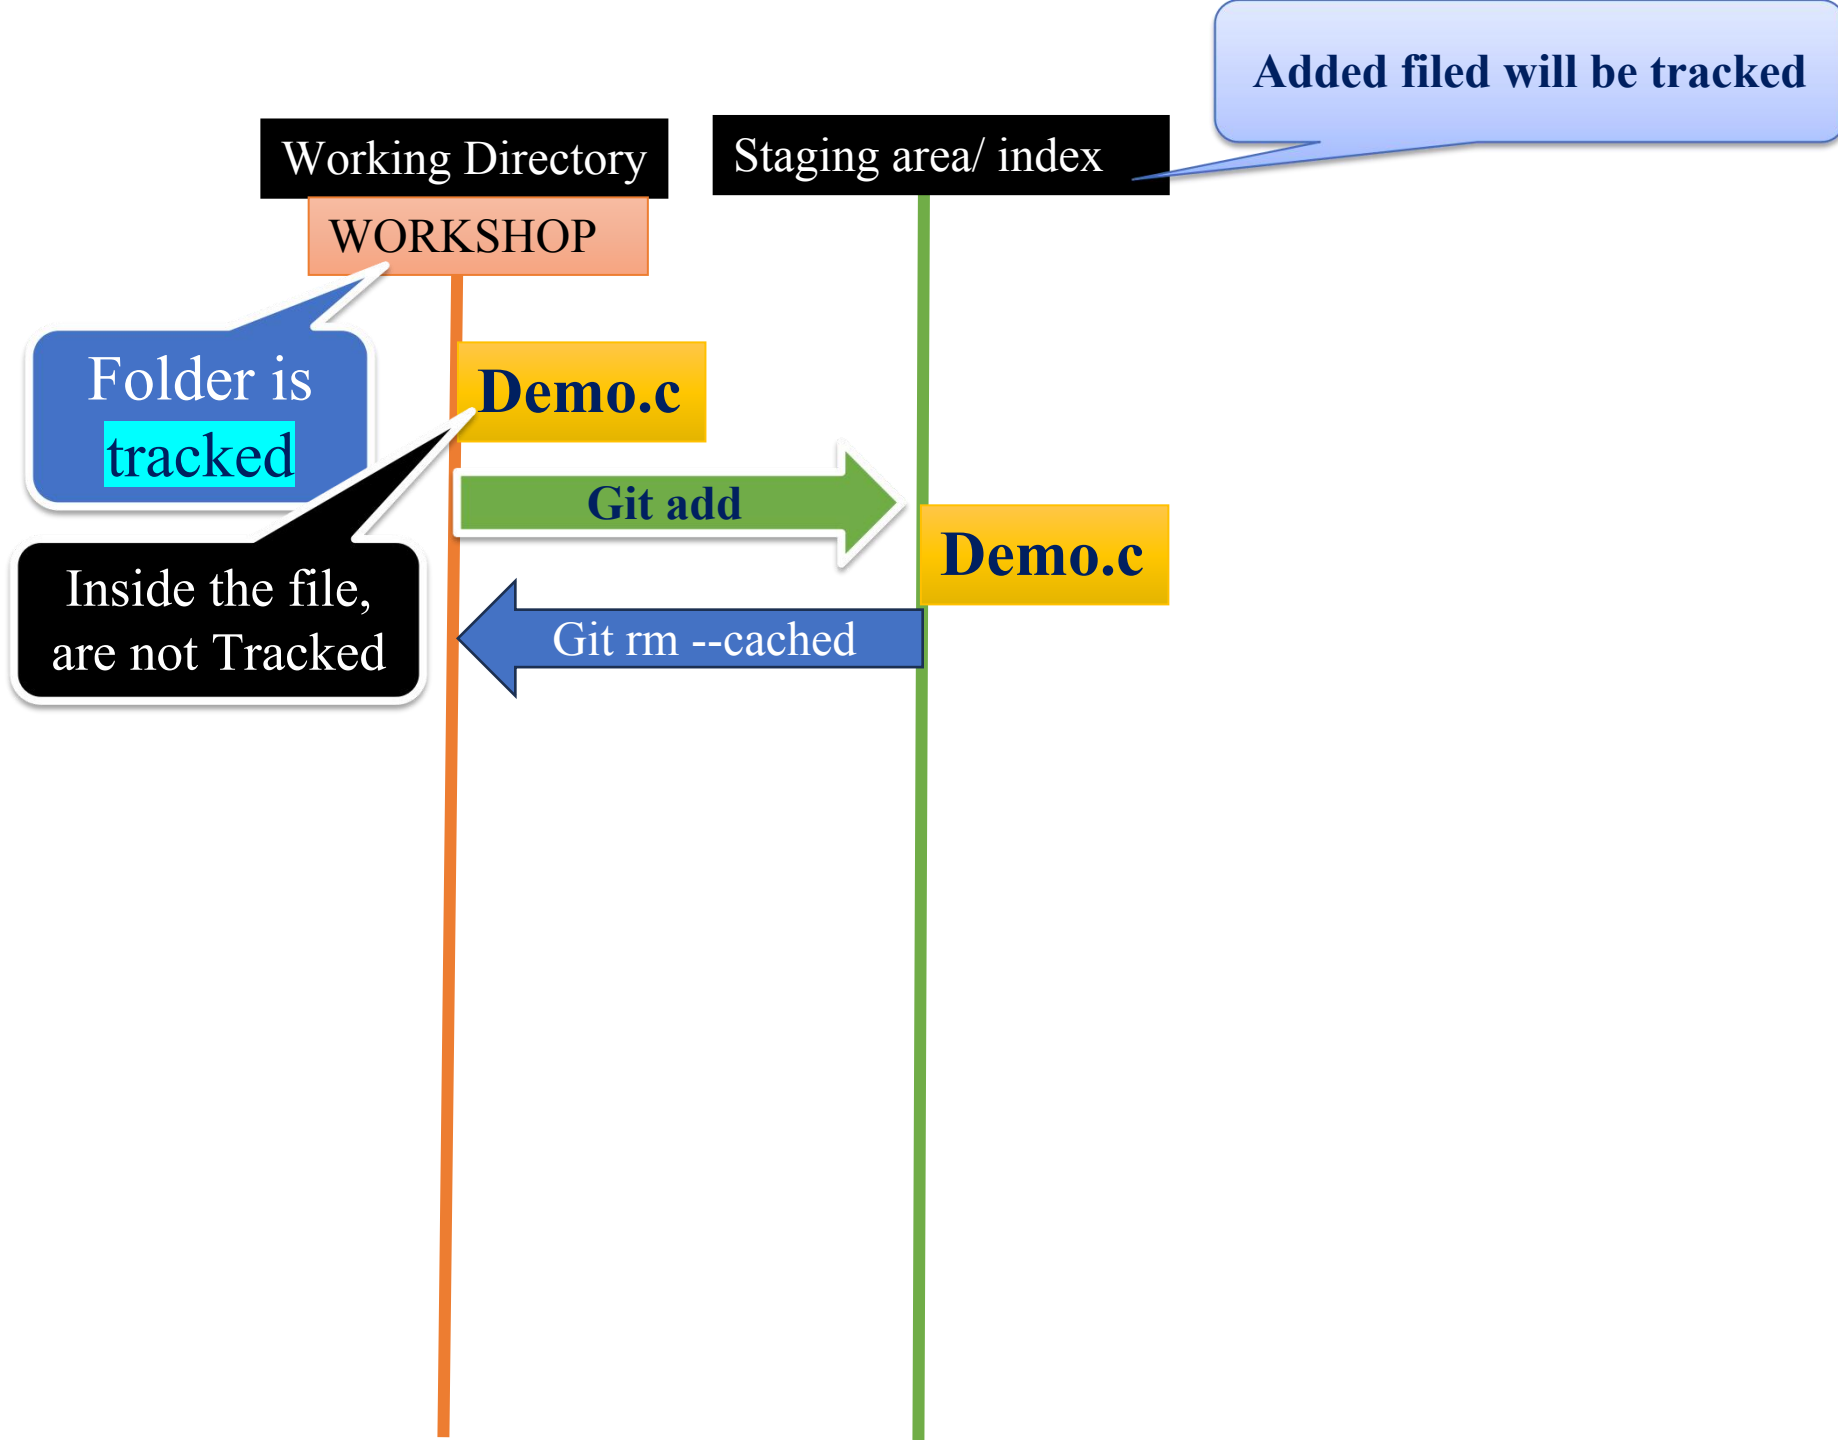 Added filed will be tracked
Working Directory
Staging area/ index
WORKSHOP
Folder is
tracked
Demo.c
Git add
Demo.c
Inside the file,
are not Tracked
Git rm --cached